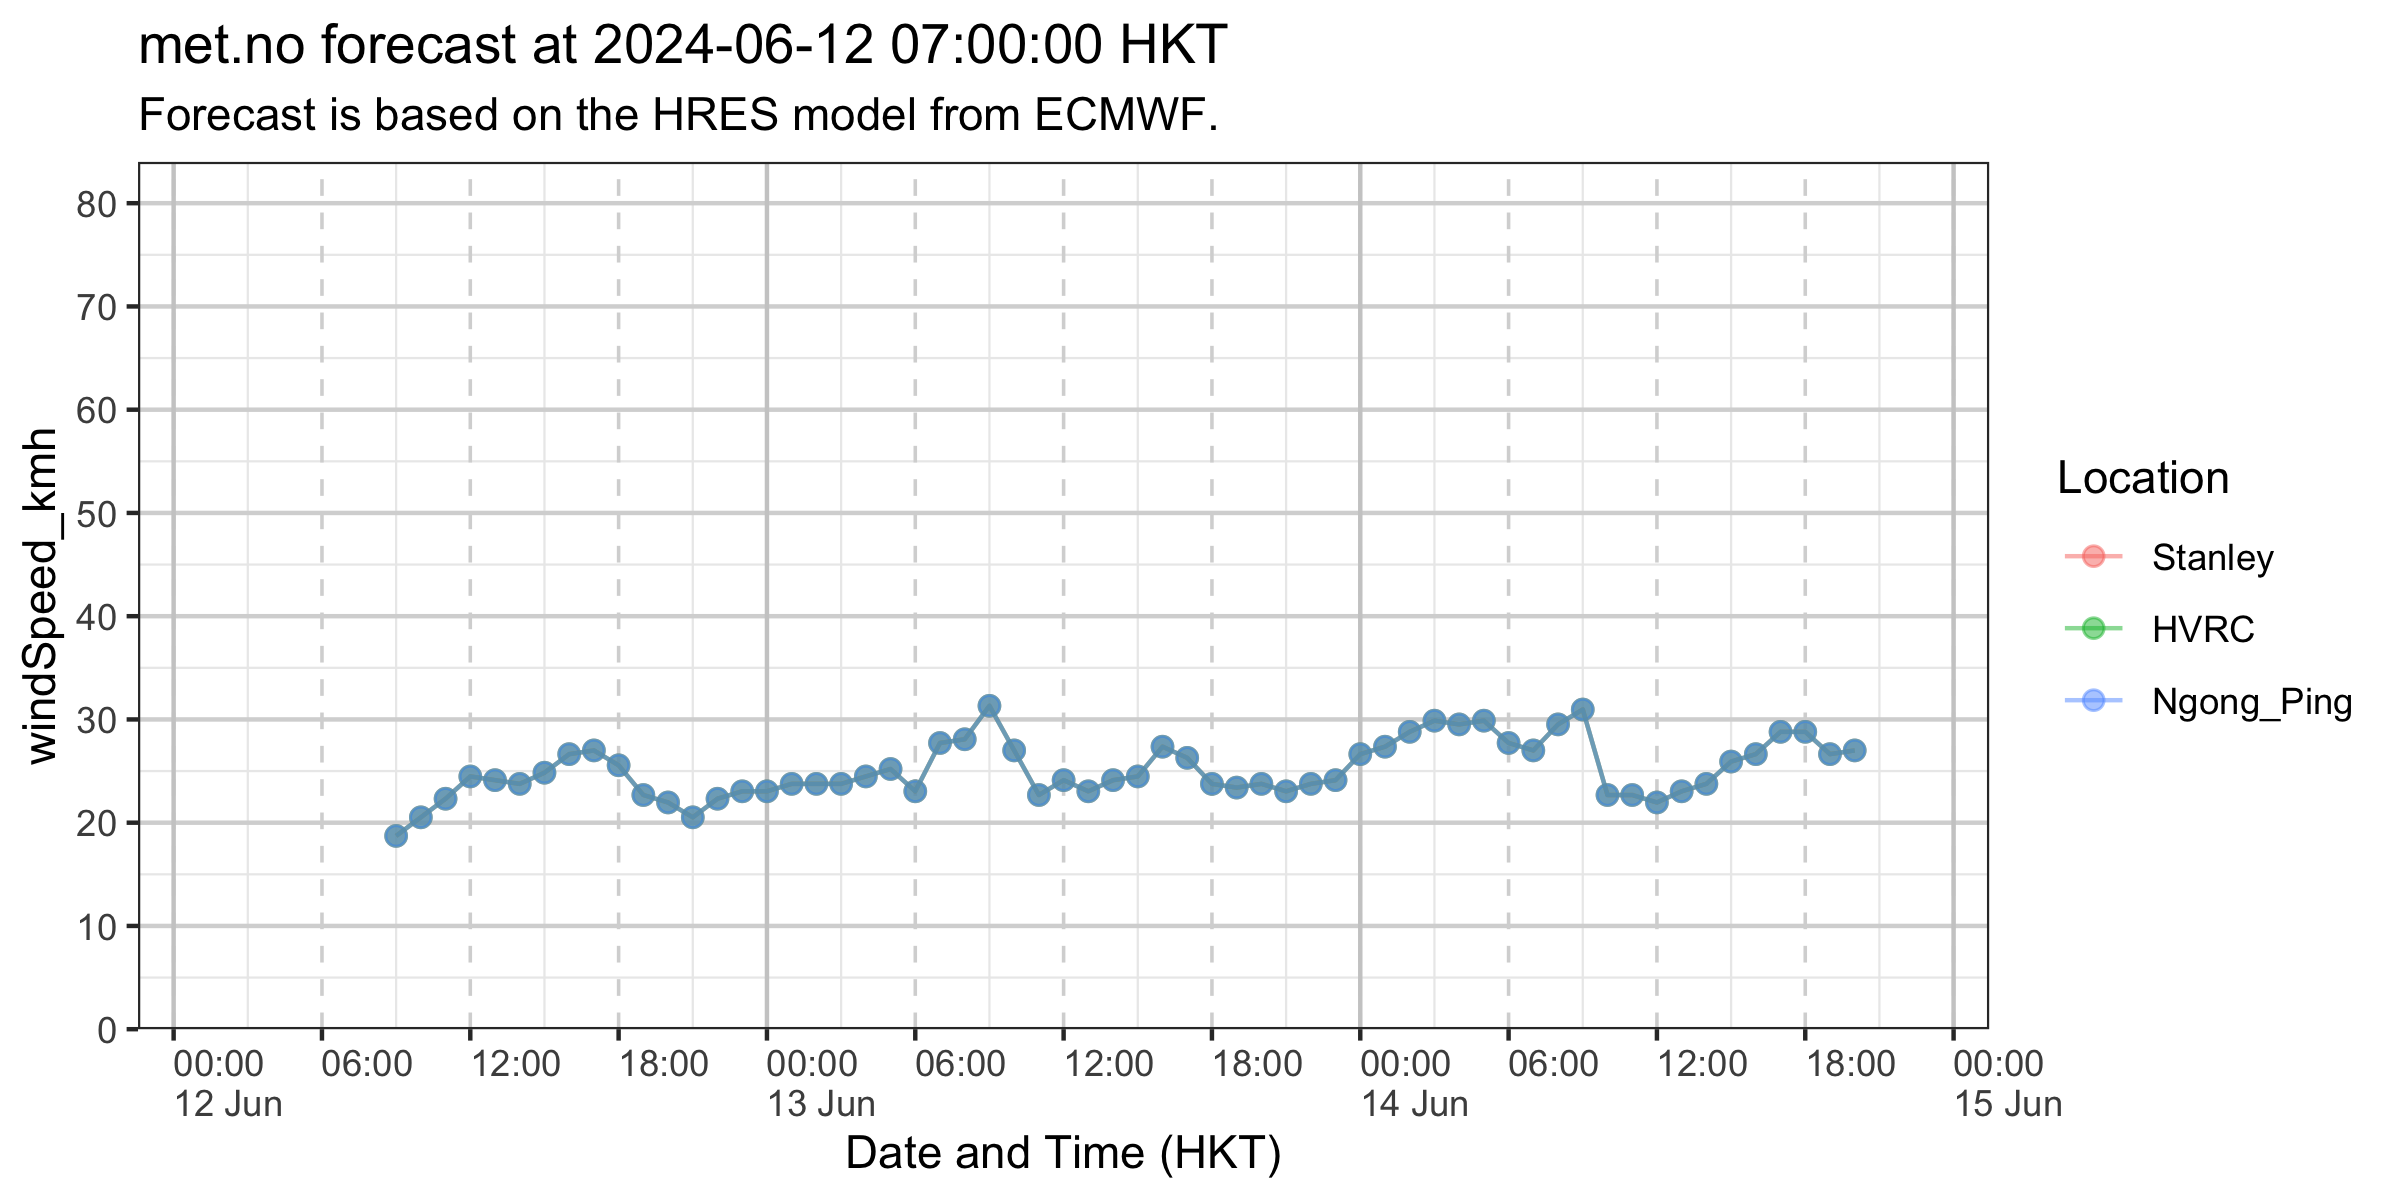 met.no forecast at 2024-06-12 07:00:00 HKT
Forecast is based on the HRES model from ECMWF.
windSpeed_kmh
80
70
60
50
40
30
20
10
0
00:00 06:00 12:00 18:00 00:00 06:00 12:00 18:00 00:00 06:00 12:00 18:00 00:00
12 Jun 13 Jun 14 Jun 15 Jun
Date and Time (HKT)
Location
Stanley
HVRC
Ngong_Ping